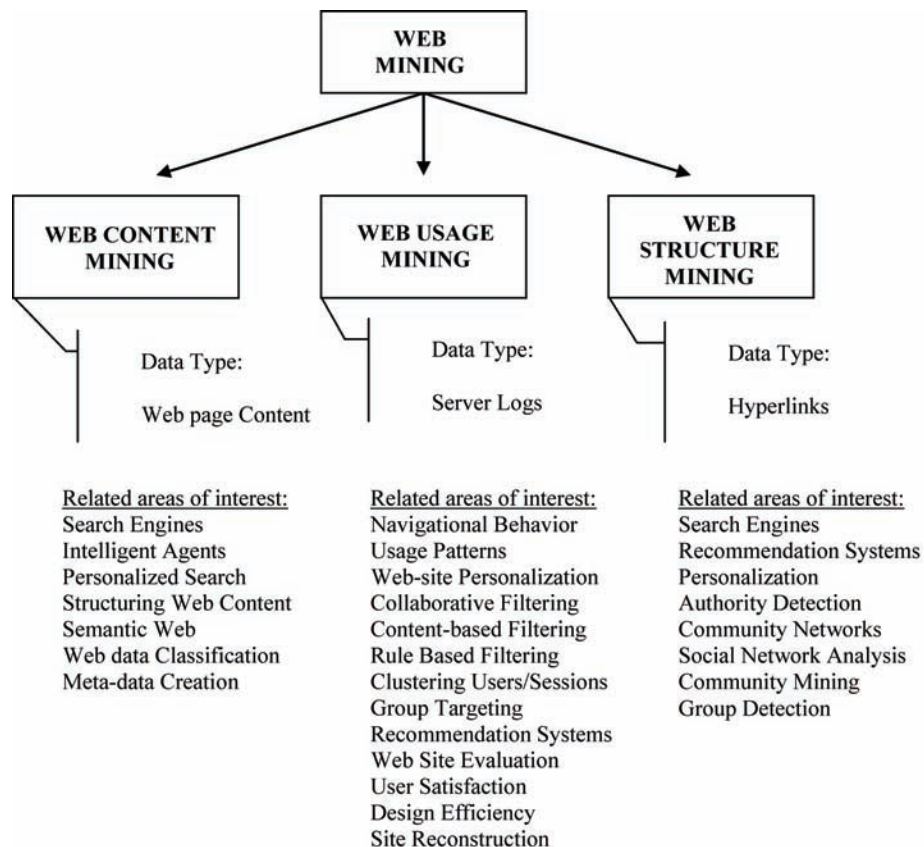 WEB
MINING
WEB CONTENT
MINING
WEB USAGE
MINING
WEB
STRUCTURE
MINING
Data Type:
Web page Content
Data Type:
Server Logs
Data Type:
Hyperlinks
Related areas of interest:
Search Engines
Intelligent Agents
Personalized Search
Structuring Web Content
Semantic Web
Web data Classification
Meta-data Creation
Related areas of interest:
Navigational Behavior
Usage Patterns
Web-site Personalization
Collaborative Filtering
Content-based Filtering
Rule Based Filtering
Clustering Users/Sessions
Group Targeting
Recommendation Systems
Web Site Evaluation
User Satisfaction
Design Efficiency
Site Reconstruction
Related areas of interest:
Search Engines
Recommendation Systems
Personalization
Authority Detection
Community Networks
Social Network Analysis
Community Mining
Group Detection